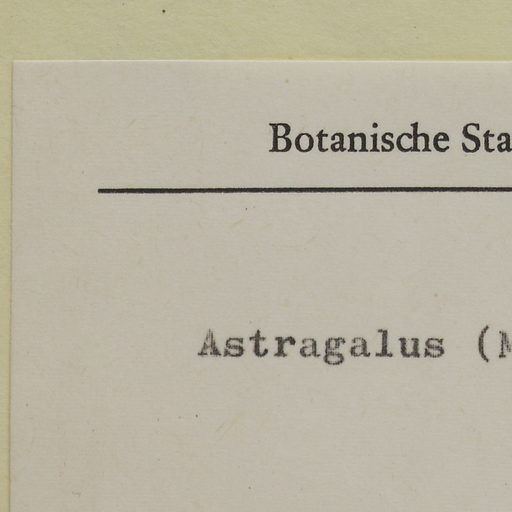 Botanische Sta
Astragalus (M